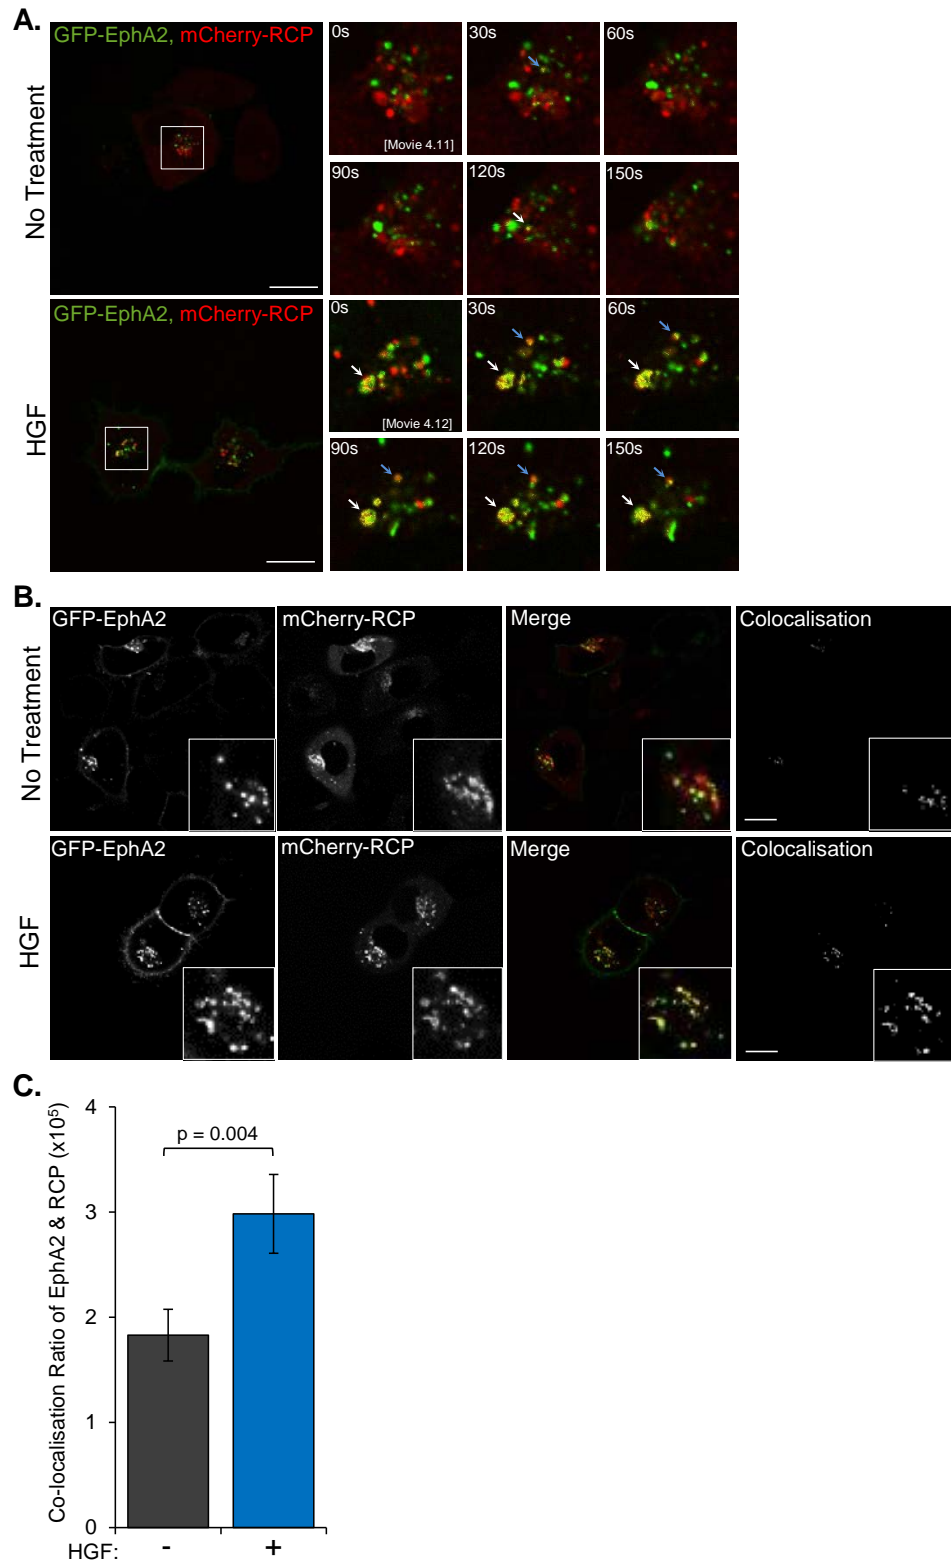 A.
GFP-EphA2, mCherry-RCP
No Treatment
0s
30s
60s
[Movie 4.11]
90s
120s
150s
GFP-EphA2, mCherry-RCP
HGF
0s
30s
60s
[Movie 4.12]
90s
120s
150s
B.
GFP-EphA2
mCherry-RCP
Merge
Colocalisation
No Treatment
GFP-EphA2
mCherry-RCP
Merge
Colocalisation
HGF
C.
Co-localisation Ratio of EphA2 & RCP (x10⁵)
4
3
2
1
0
p = 0.004
HGF: - +